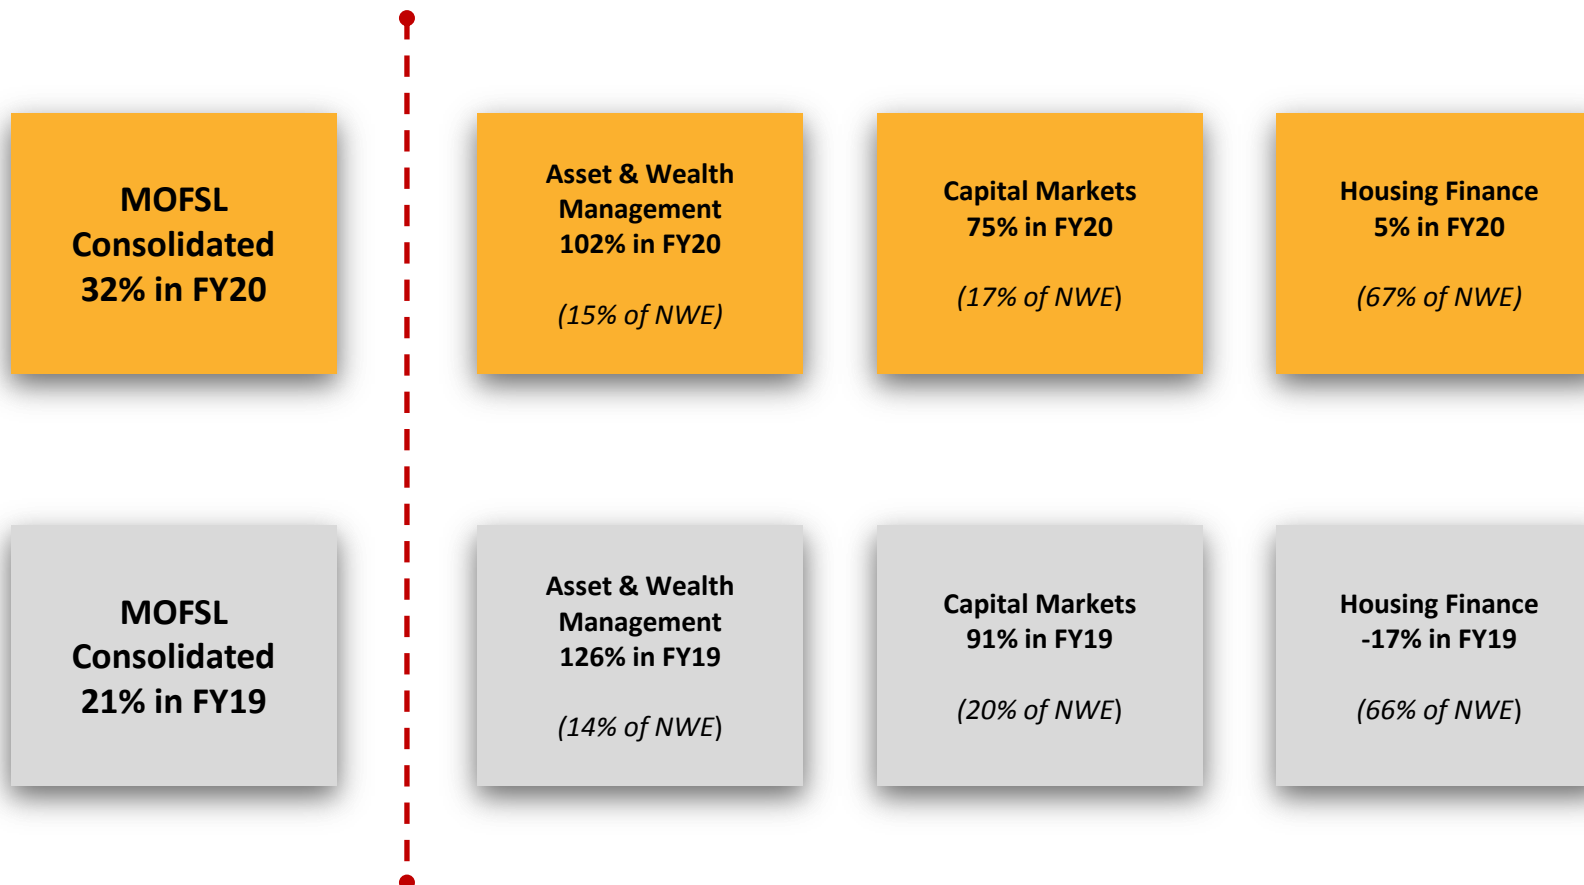 MOFSL
Consolidated
32% in FY20
Asset & Wealth
Management
102% in FY20
(15% of NWE)
Capital Markets
75% in FY20
(17% of NWE)
Housing Finance
5% in FY20
(67% of NWE)
MOFSL
Consolidated
21% in FY19
Asset & Wealth
Management
126% in FY19
(14% of NWE)
Capital Markets
91% in FY19
(20% of NWE)
Housing Finance
-17% in FY19
(66% of NWE)